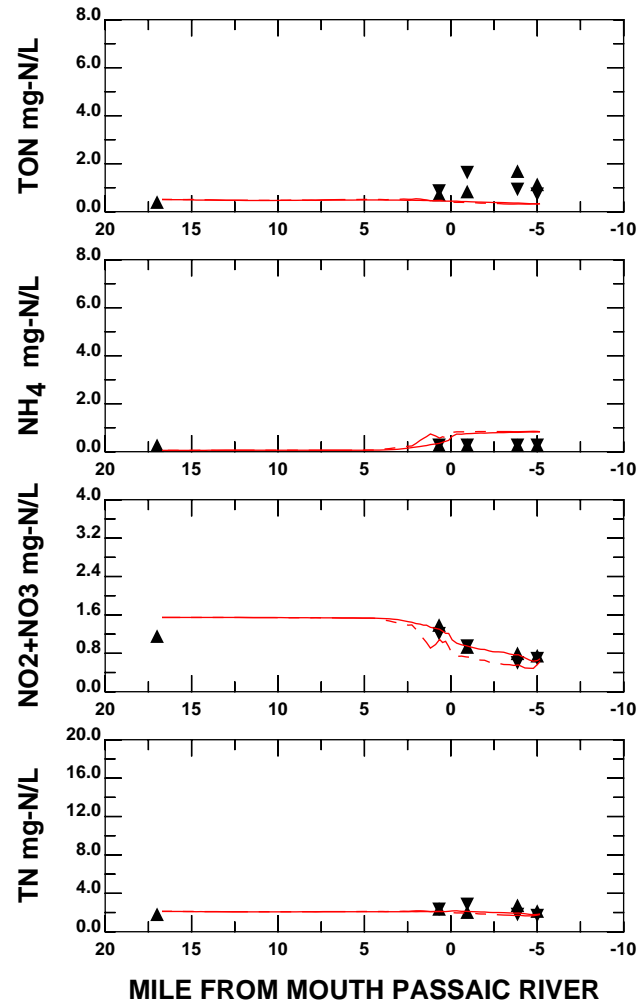 8.0
6.0
4.0
2.0
0.0
TON mg-N/L
20 15 10 5 0 -5 -10
8.0
6.0
4.0
2.0
0.0
NH4 mg-N/L
20 15 10 5 0 -5 -10
4.0
3.2
2.4
1.6
0.8
0.0
NO2+NO3 mg-N/L
20 15 10 5 0 -5 -10
20.0
16.0
12.0
8.0
4.0
0.0
TN mg-N/L
20 15 10 5 0 -5 -10
MILE FROM MOUTH PASSAIC RIVER